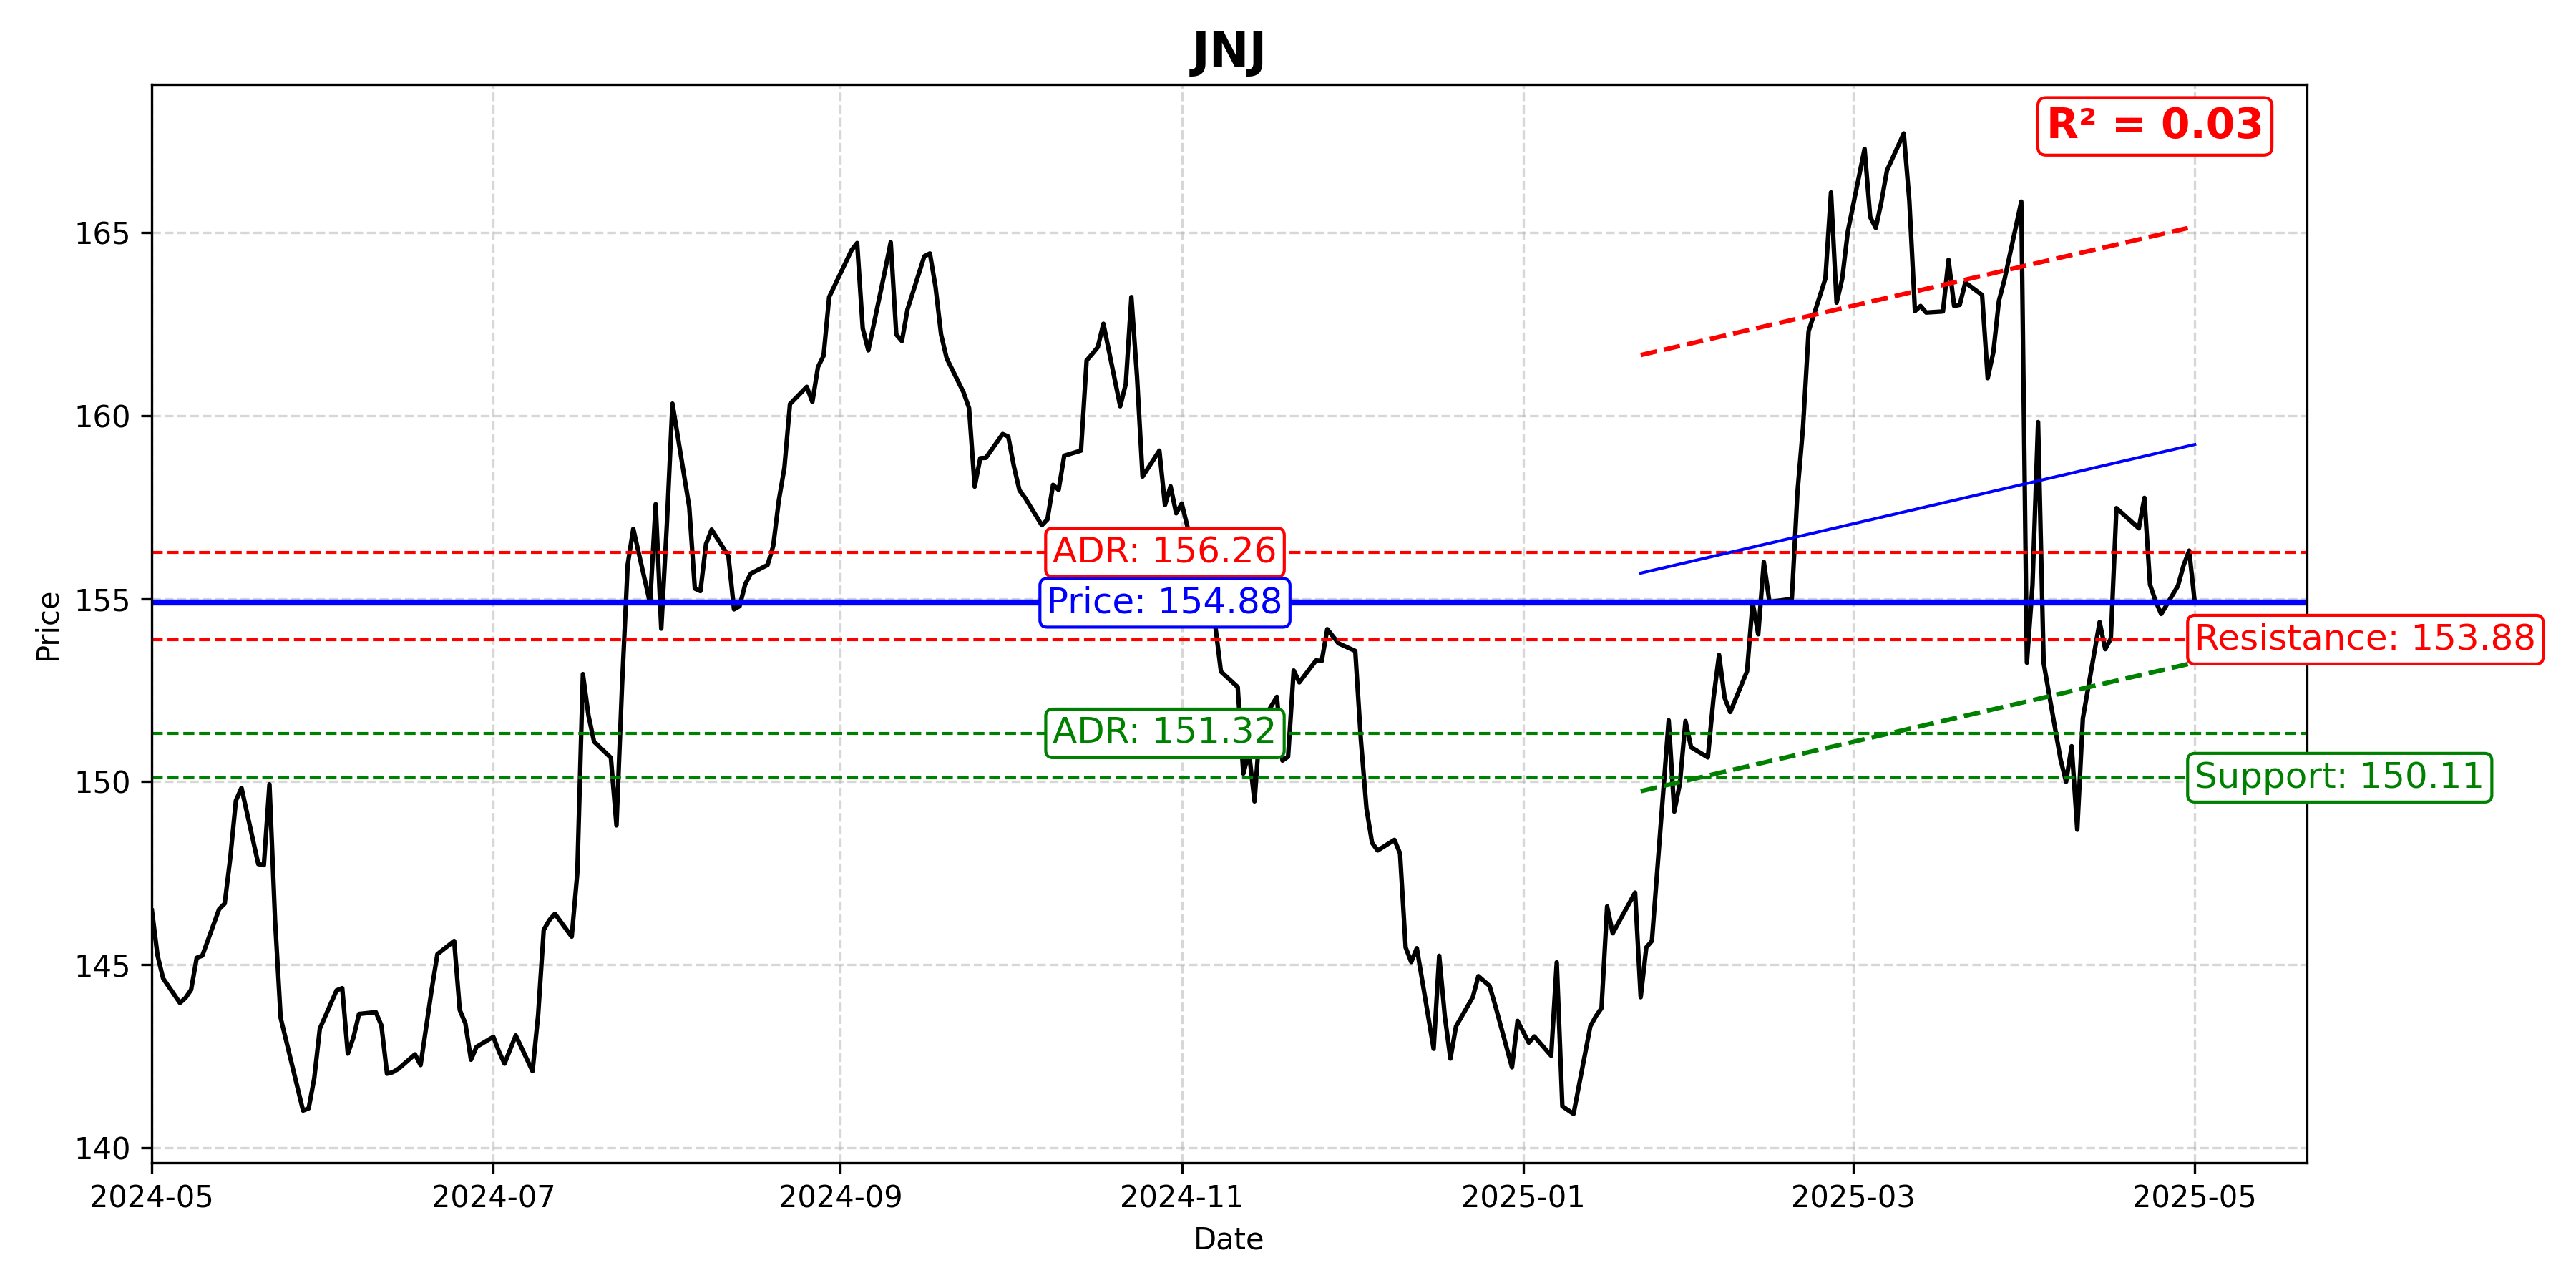 JNJ
R² = 0.03
165
160
ADR: 156.26
155
Price: 154.88
Resistance: 153.88
ADR: 151.32
150
Support: 150.11
145
140
Price
2024-05
2024-07
2024-09
2024-11
2025-01
2025-03
2025-05
Date